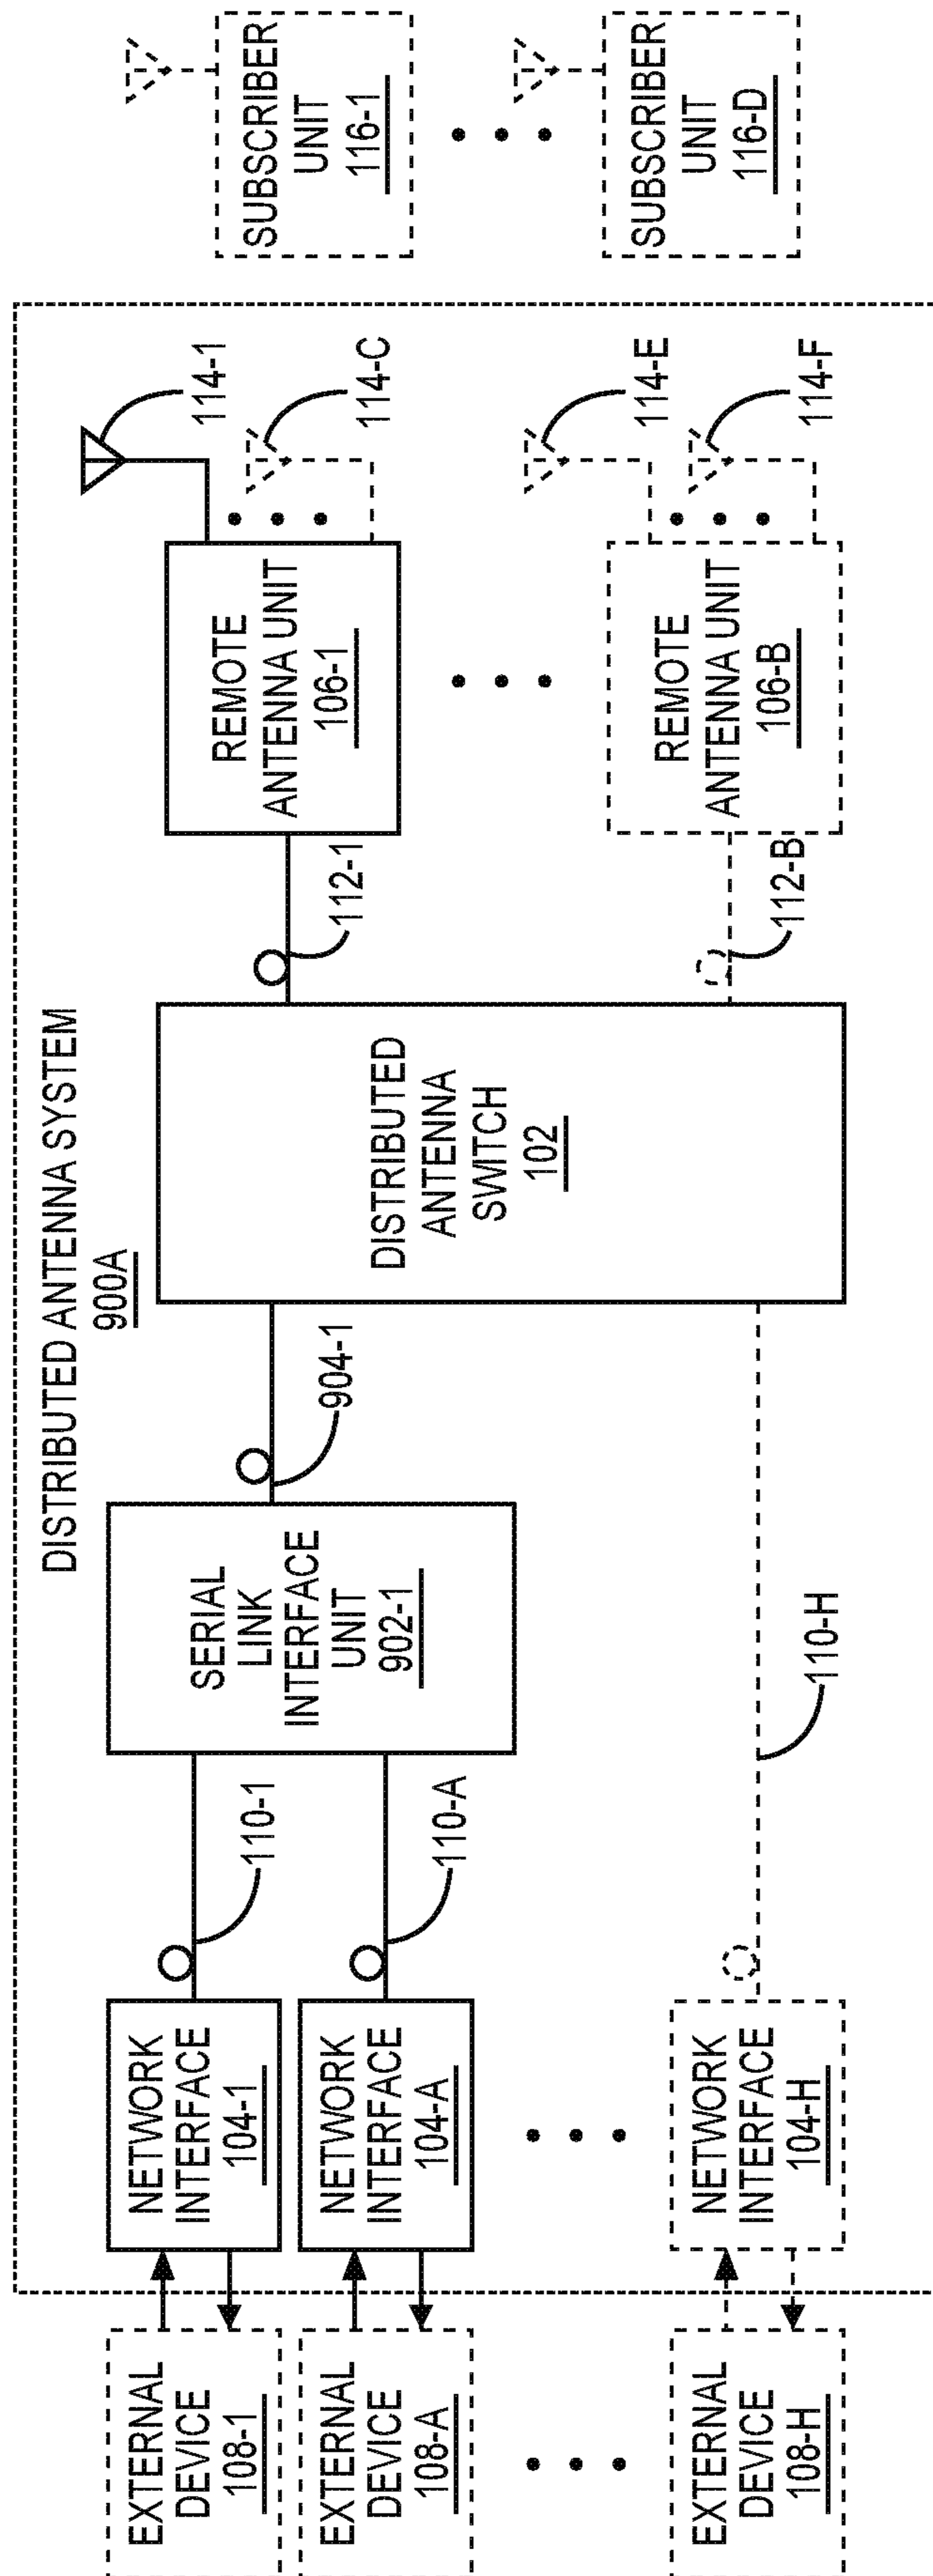 DISTRIBUTED ANTENNA SYSTEM
900A
EXTERNAL
DEVICE
108-1
EXTERNAL
DEVICE
108-A
EXTERNAL
DEVICE
108-H
NETWORK
INTERFACE
104-1
NETWORK
INTERFACE
104-A
NETWORK
INTERFACE
104-H
110-1
110-A
110-H
SERIAL
LINK
INTERFACE
UNIT
902-1
904-1
DISTRIBUTED
ANTENNA
SWITCH
102
112-1
112-B
REMOTE
ANTENNA UNIT
106-1
REMOTE
ANTENNA UNIT
106-B
114-1
114-C
114-E
114-F
SUBSCRIBER
UNIT
116-1
SUBSCRIBER
UNIT
116-D